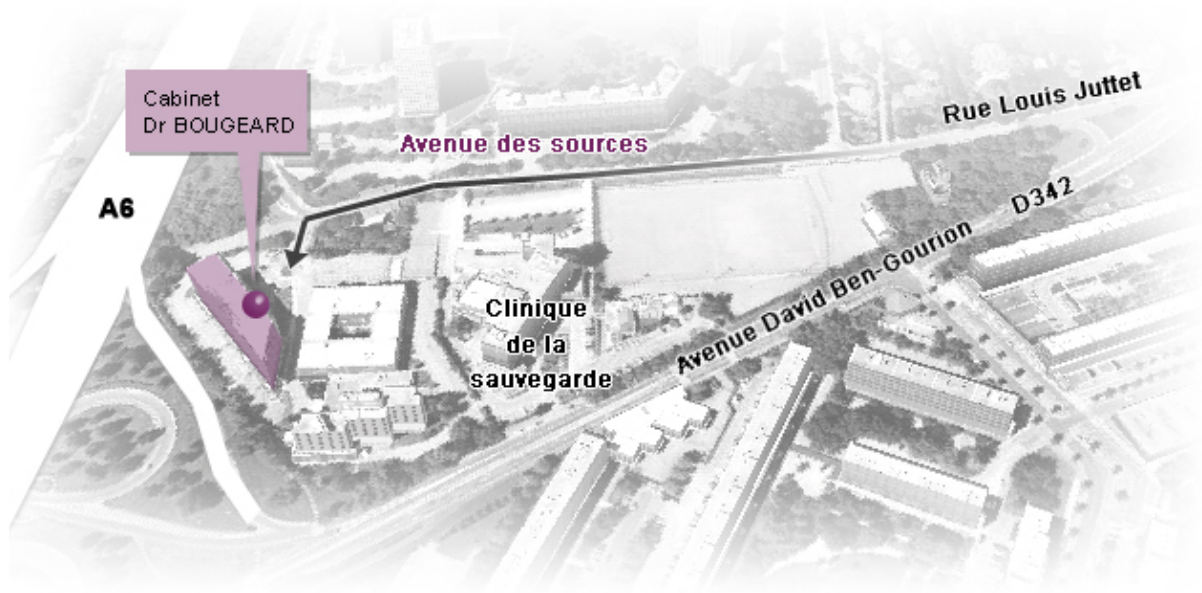 Cabinet
Dr BOUGEARD
Rue Louis Juttet
Avenue des sources
A6
D342
Avenue David Ben-Gourion
Clinique
de la
sauvegarde